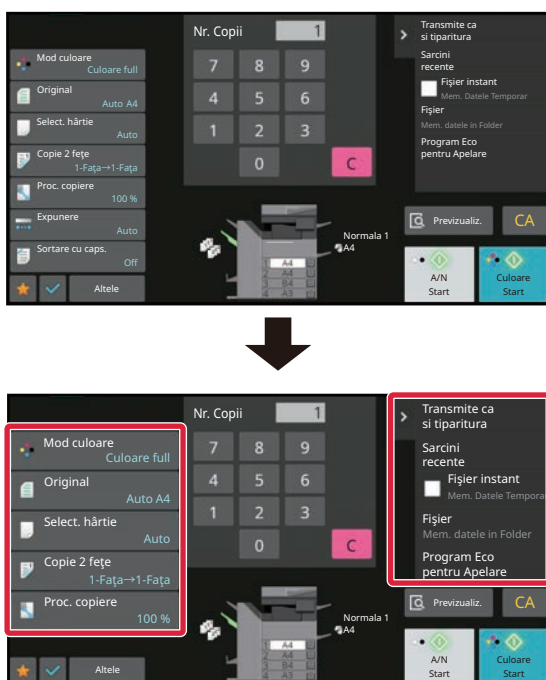 Nr. Copii 1
Mod culoare
Culoare full
Original
Auto A4
Select. hârtie
Auto
Copie 2 feţe
1-Faţa→1-Faţa
Proc. copiere
100 %
Expunere
Auto
Sortare cu caps.
Off
Altele
7 8 9
4 5 6
1 2 3
0 C
A4
A4
B4
A3
Normala 1
A4
Transmite ca
si tiparitura
Sarcini
recente
Fişier instant
Mem. Datele Temporar
Fişier
Mem. datele in Folder
Program Eco
pentru Apelare
Previzualiz. CA
A/N
Start
Culoare
Start
Nr. Copii 1
Mod culoare
Culoare full
Original
Auto A4
Select. hârtie
Auto
Copie 2 feţe
1-Faţa→1-Faţa
Proc. copiere
100 %
Altele
7 8 9
4 5 6
1 2 3
0 C
A4
A4
B4
A3
Normala 1
A4
Transmite ca
si tiparitura
Sarcini
recente
Fişier instant
Mem. Datele Tempora
Fişier
Mem. datele in Folder
Program Eco
pentru Apelare
Previzualiz. CA
A/N
Start
Culoare
Start